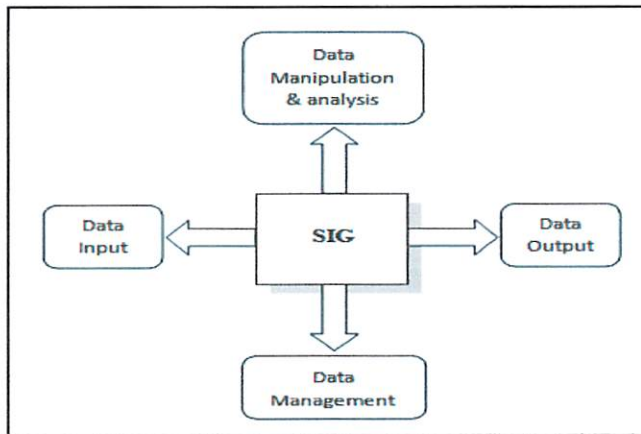 Data
Manipulation
& analysis
Data
Input
SIG
Data
Output
Data
Management